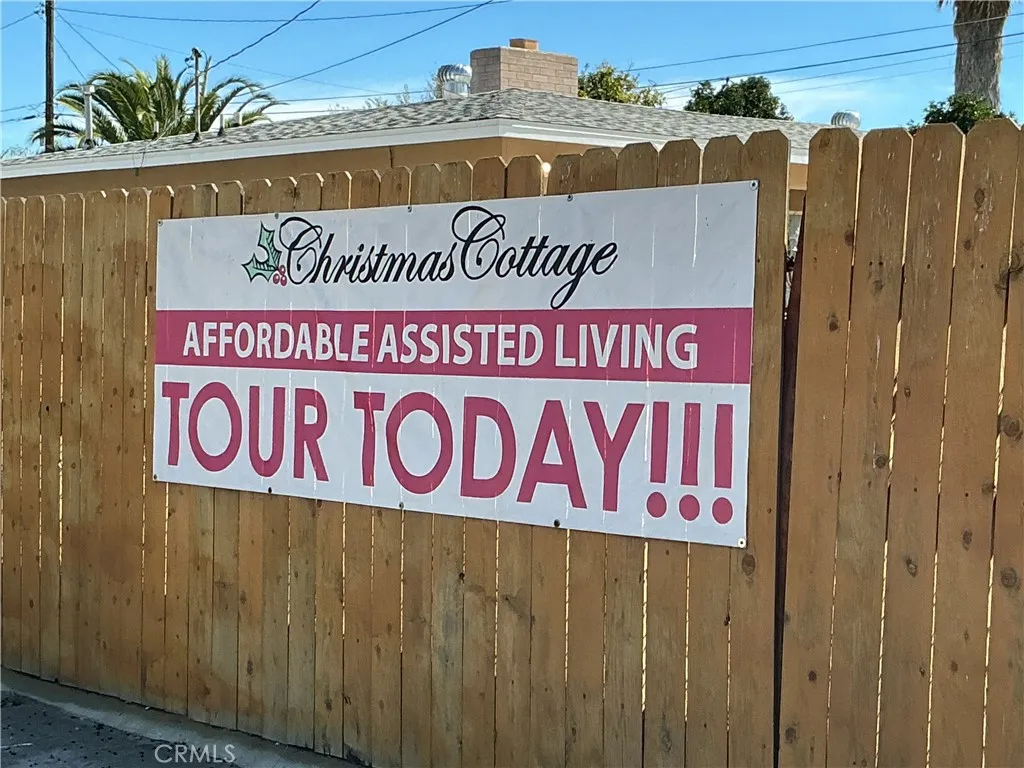 Christmas Cottage
AFFORDABLE ASSISTED LIVING
TOUR TODAY!!!
CRMLS